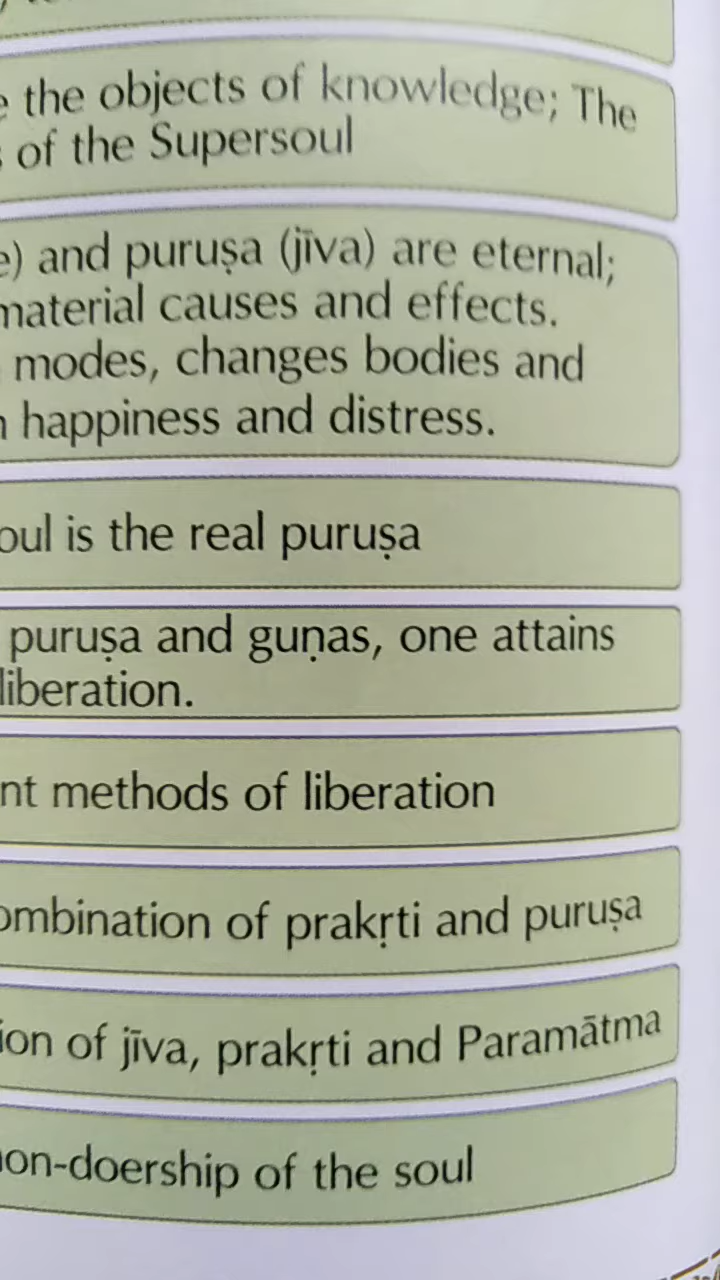 the objects of knowledge; The
of the Supersoul
e) and puruṣa (jīva) are eternal;
material causes and effects.
modes, changes bodies and
happiness and distress.
oul is the real puruṣa
puruṣa and guṇas, one attains
liberation.
nt methods of liberation
ombination of prakṛti and puruṣa
ion of jīva, prakṛti and Paramātma
non-doership of the soul